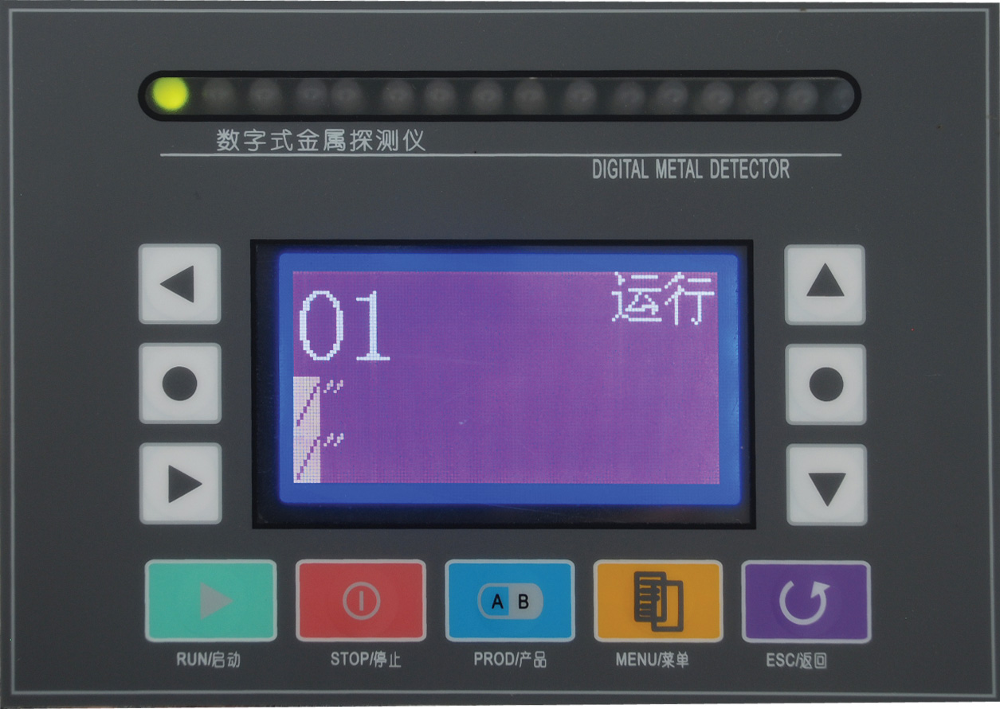 数字式金属探测仪
DIGITAL METAL DETECTOR
01
运行
A B
RUN/启动
STOP/停止
PROD/产品
MENU/菜单
ESC/返回